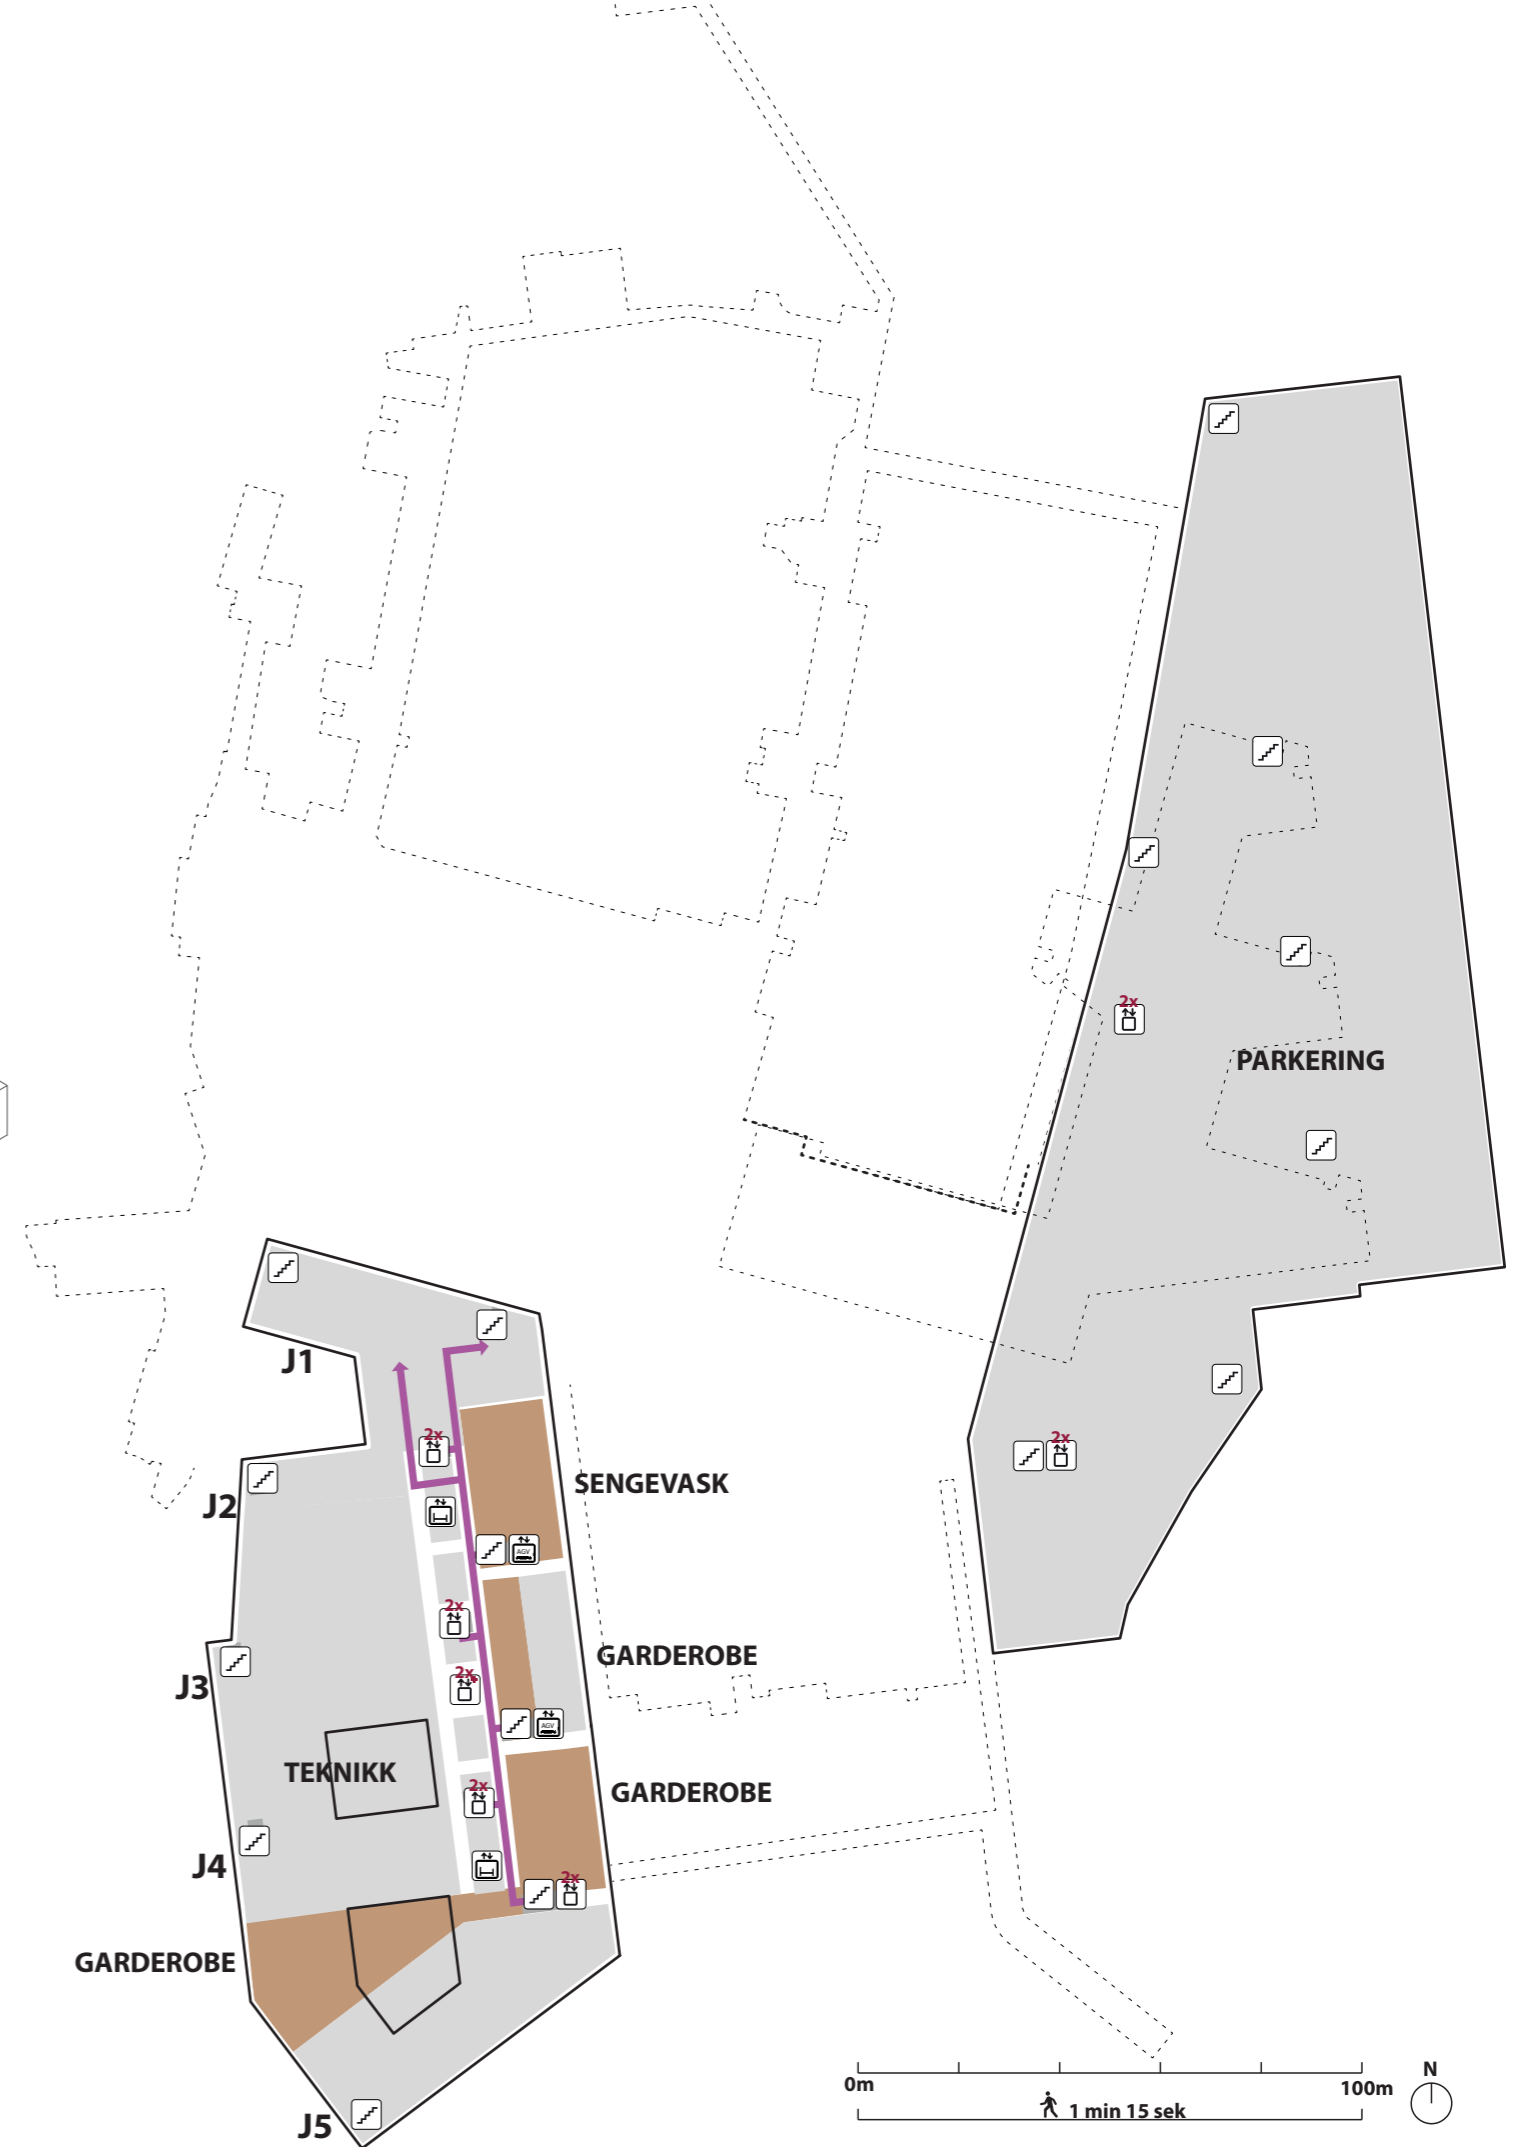 2x
PARKERING
J1
2x
2x
SENGEVASK
J2
AGV
2x
GARDEROBE
2x
J3
AGV
TEKNIKK
2x
GARDEROBE
J4
2x
GARDEROBE
N
0m
100m
1 min 15 sek
J5